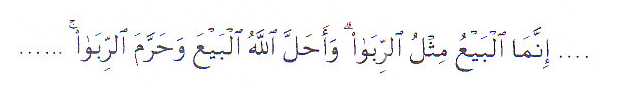 .... إِنَّمَا ٱلْبَيْعُ مِثْلُ ٱلرِّبَوٰا۟ ۗ وَأَحَلَّ ٱللَّهُ ٱلْبَيْعَ وَحَرَّمَ ٱلرِّبَوٰا۟ ۚ ......